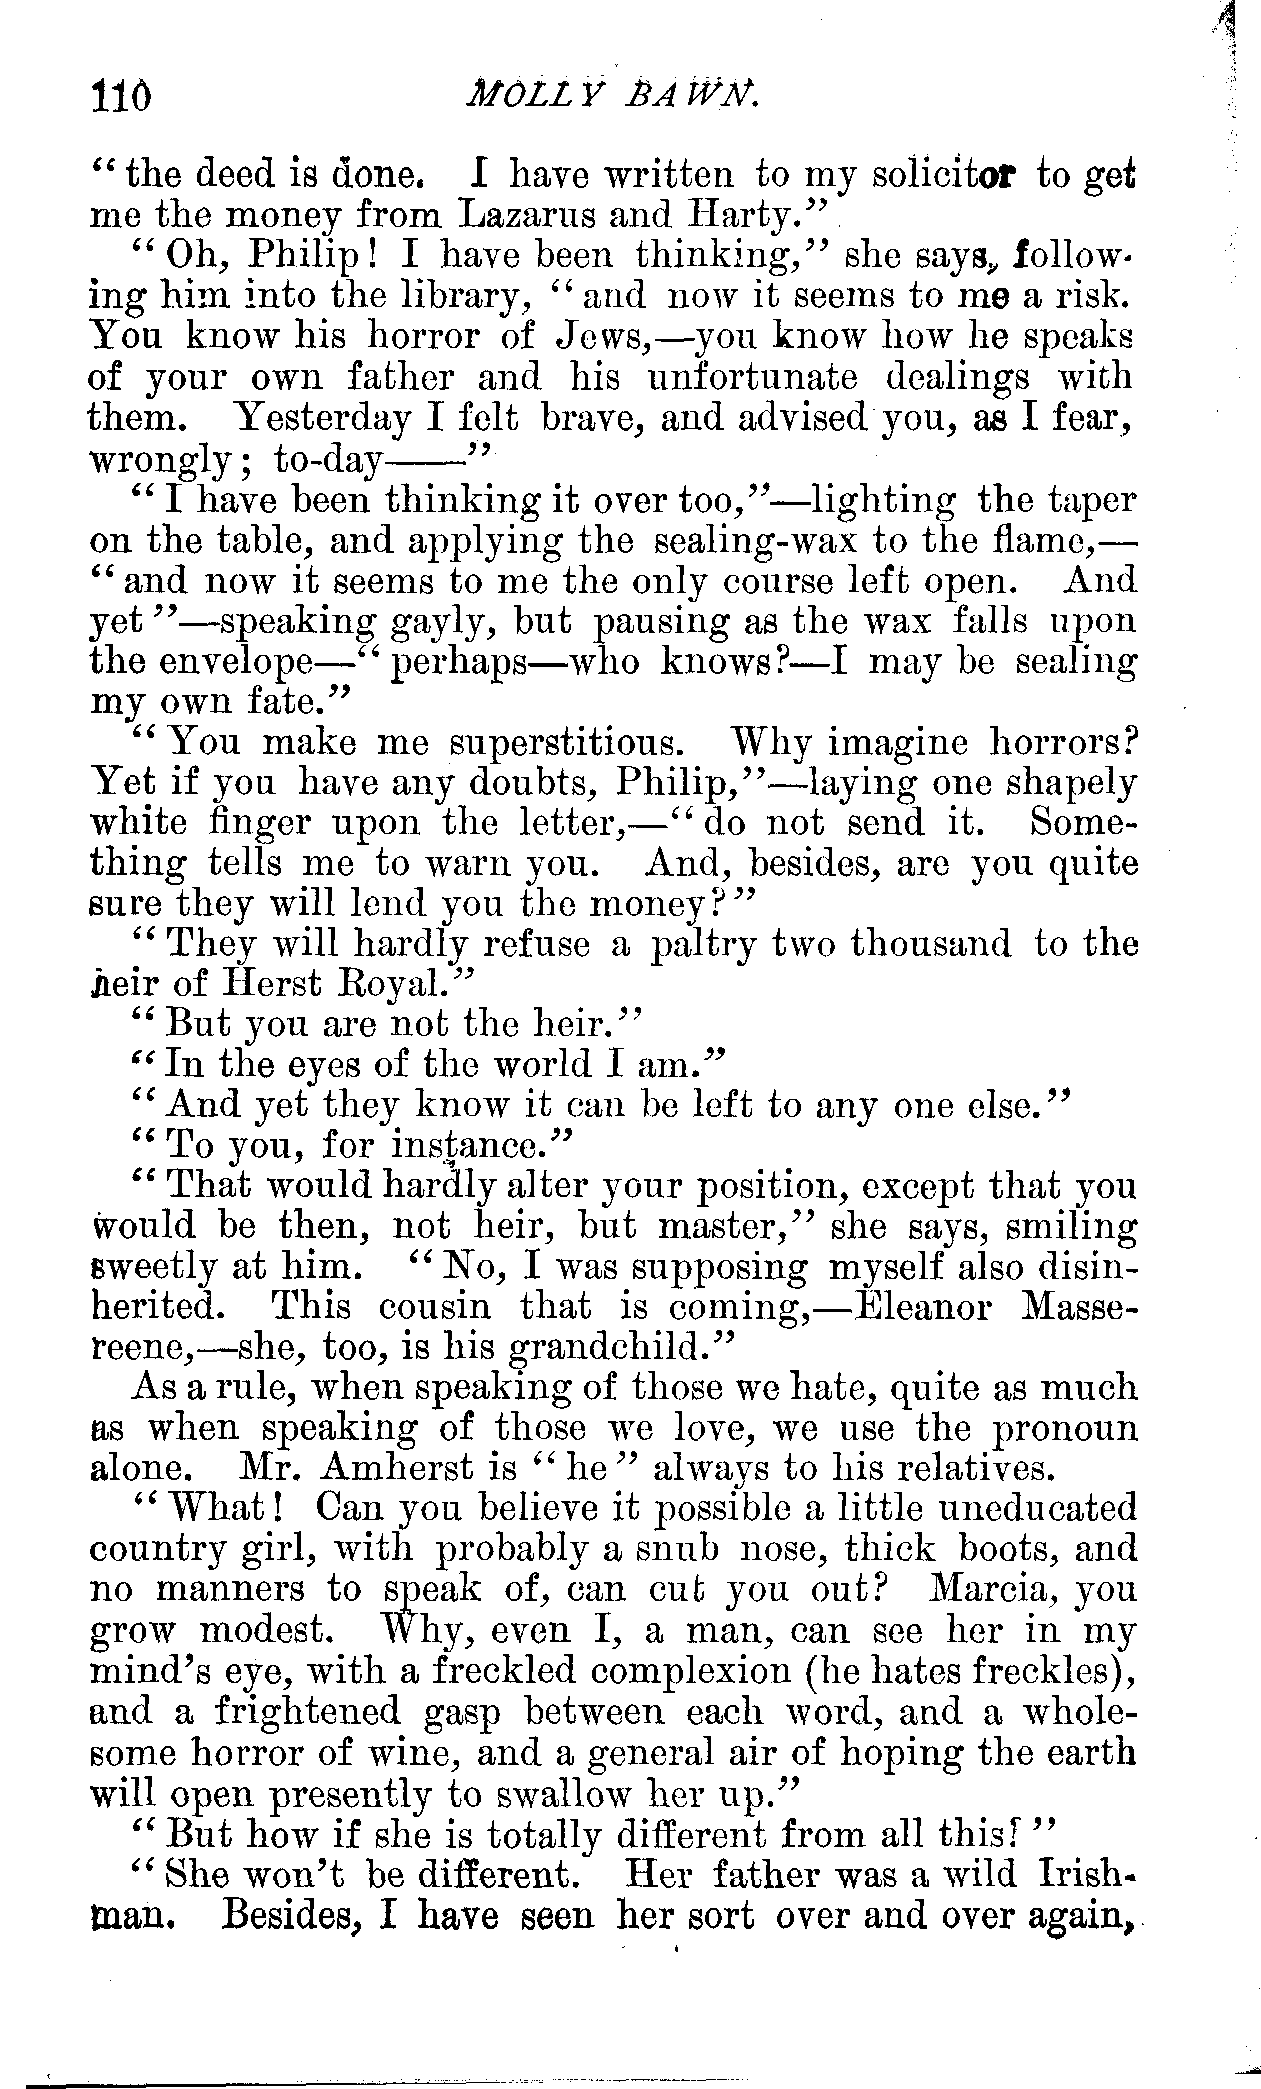 110 MOLLY BAWN.
“ the deed is done. I have written to my solicitor to get
me the money from Lazarus and Harty.”
“ Oh, Philip! I have been thinking,” she says, follow-
ing him into the library, “ and now it seems to me a risk.
You know his horror of Jews,—you know how he speaks
of your own father and his unfortunate dealings with
them. Yesterday I felt brave, and advised you, as I fear,
wrongly; to-day——”
“ I have been thinking it over too,”—lighting the taper
on the table, and applying the sealing-wax to the flame,—
“ and now it seems to me the only course left open. And
yet ”—speaking gayly, but pausing as the wax falls upon
the envelope—“ perhaps—who knows?—I may be sealing
my own fate.”
“ You make me superstitious. Why imagine horrors?
Yet if you have any doubts, Philip,”—laying one shapely
white finger upon the letter,—“ do not send it. Some-
thing tells me to warn you. And, besides, are you quite
sure they will lend you the money? ”
“ They will hardly refuse a paltry two thousand to the
heir of Herst Royal.”
“ But you are not the heir.”
“ In the eyes of the world I am.”
“ And yet they know it can be left to any one else.”
“ To you, for instance.”
“ That would hardly alter your position, except that you
would be then, not heir, but master,” she says, smiling
sweetly at him. “ No, I was supposing myself also disin-
herited. This cousin that is coming,—Eleanor Masse-
reene,—she, too, is his grandchild.”
As a rule, when speaking of those we hate, quite as much
as when speaking of those we love, we use the pronoun
alone. Mr. Amherst is “ he ” always to his relatives.
“ What! Can you believe it possible a little uneducated
country girl, with probably a snub nose, thick boots, and
no manners to speak of, can cut you out? Marcia, you
grow modest. Why, even I, a man, can see her in my
mind’s eye, with a freckled complexion (he hates freckles),
and a frightened gasp between each word, and a whole-
some horror of wine, and a general air of hoping the earth
will open presently to swallow her up.”
“ But how if she is totally different from all this? ”
“ She won’t be different. Her father was a wild Irish-
man. Besides, I have seen her sort over and over again,